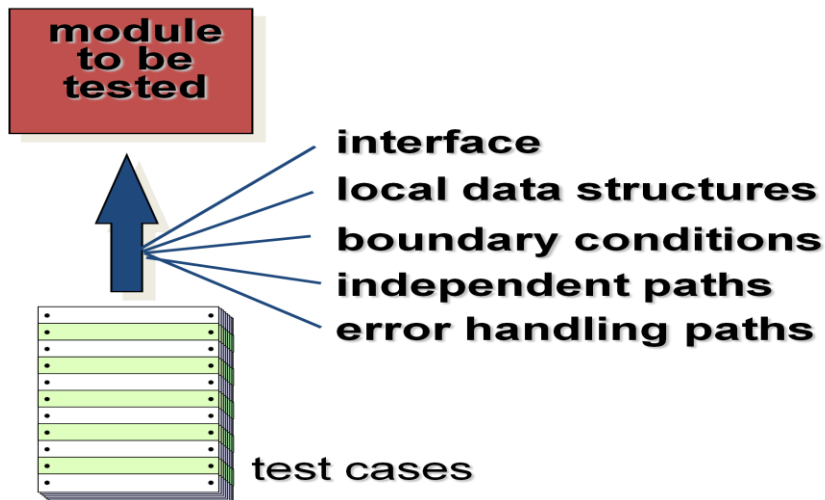 module
to be
tested
interface
local data structures
boundary conditions
independent paths
error handling paths
test cases